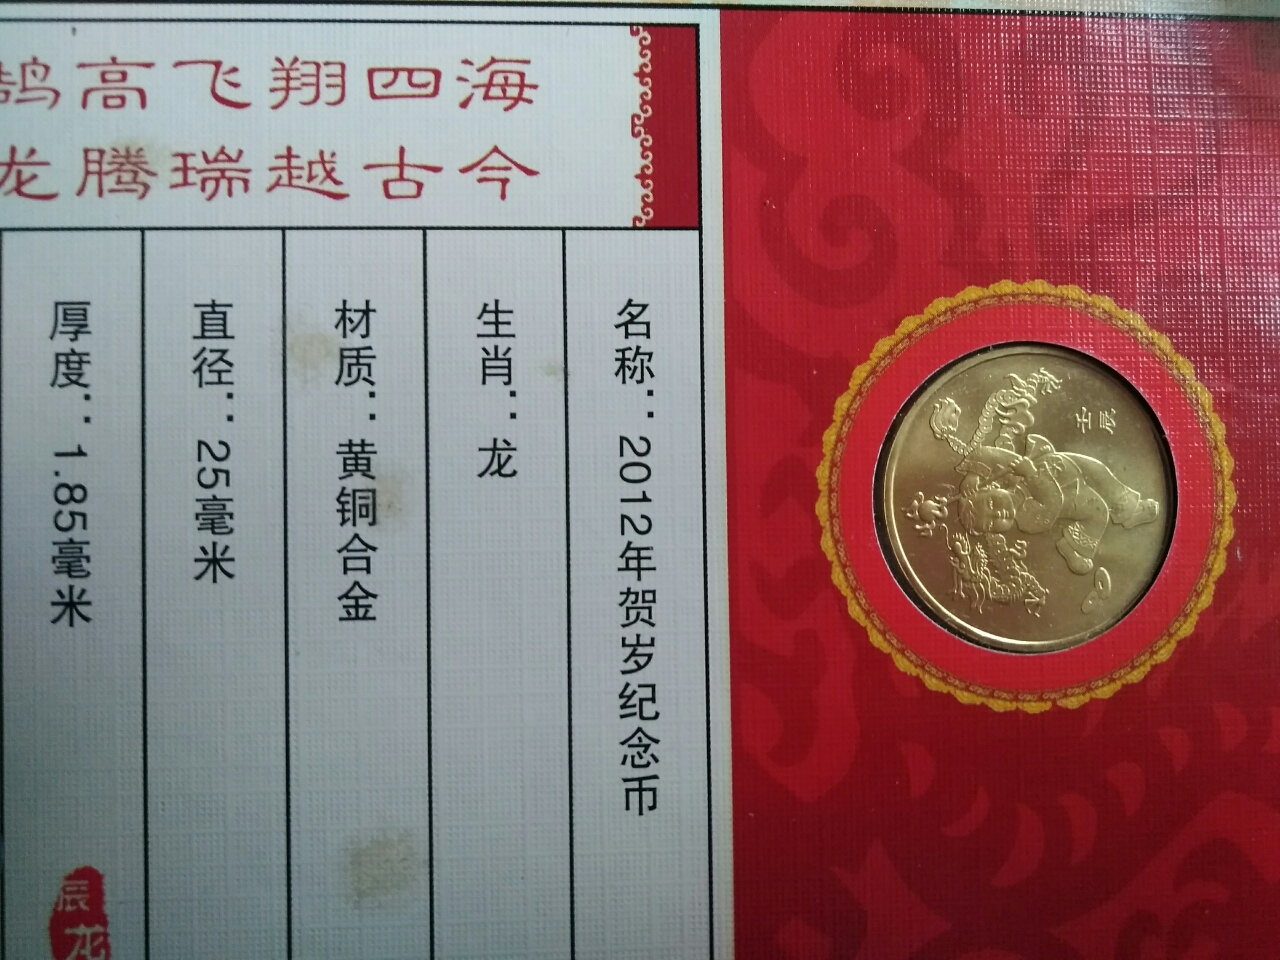 鹄高飞翔四海
龙腾瑞越古今
名称：2012年贺岁纪念币
生肖：龙
材质：黄铜合金
直径：25毫米
厚度：1.85毫米
辰龙
壬辰